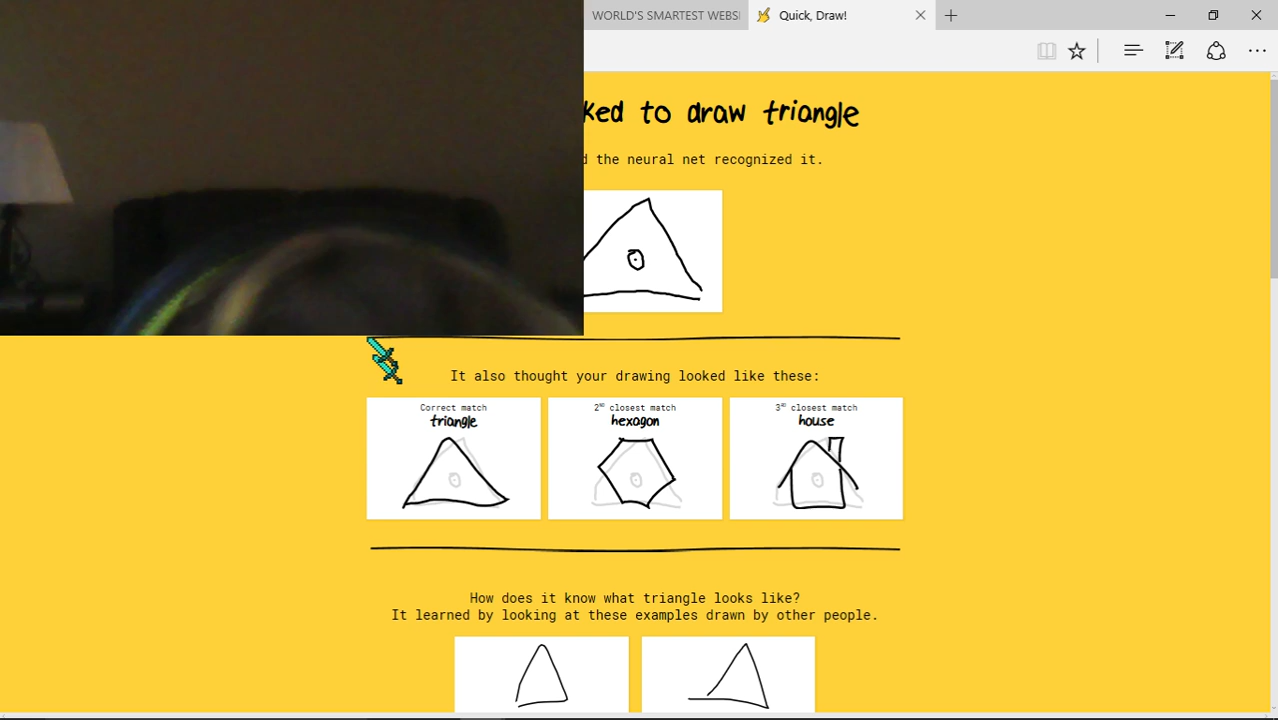 WORLD'S SMARTEST WEBSI
Quick, Draw!
ked to draw triangle
d the neural net recognized it.
It also thought your drawing looked like these:
Correct match
triangle
2ND closest match
hexagon
3RD closest match
house
How does it know what triangle looks like?
It learned by looking at these examples drawn by other people.